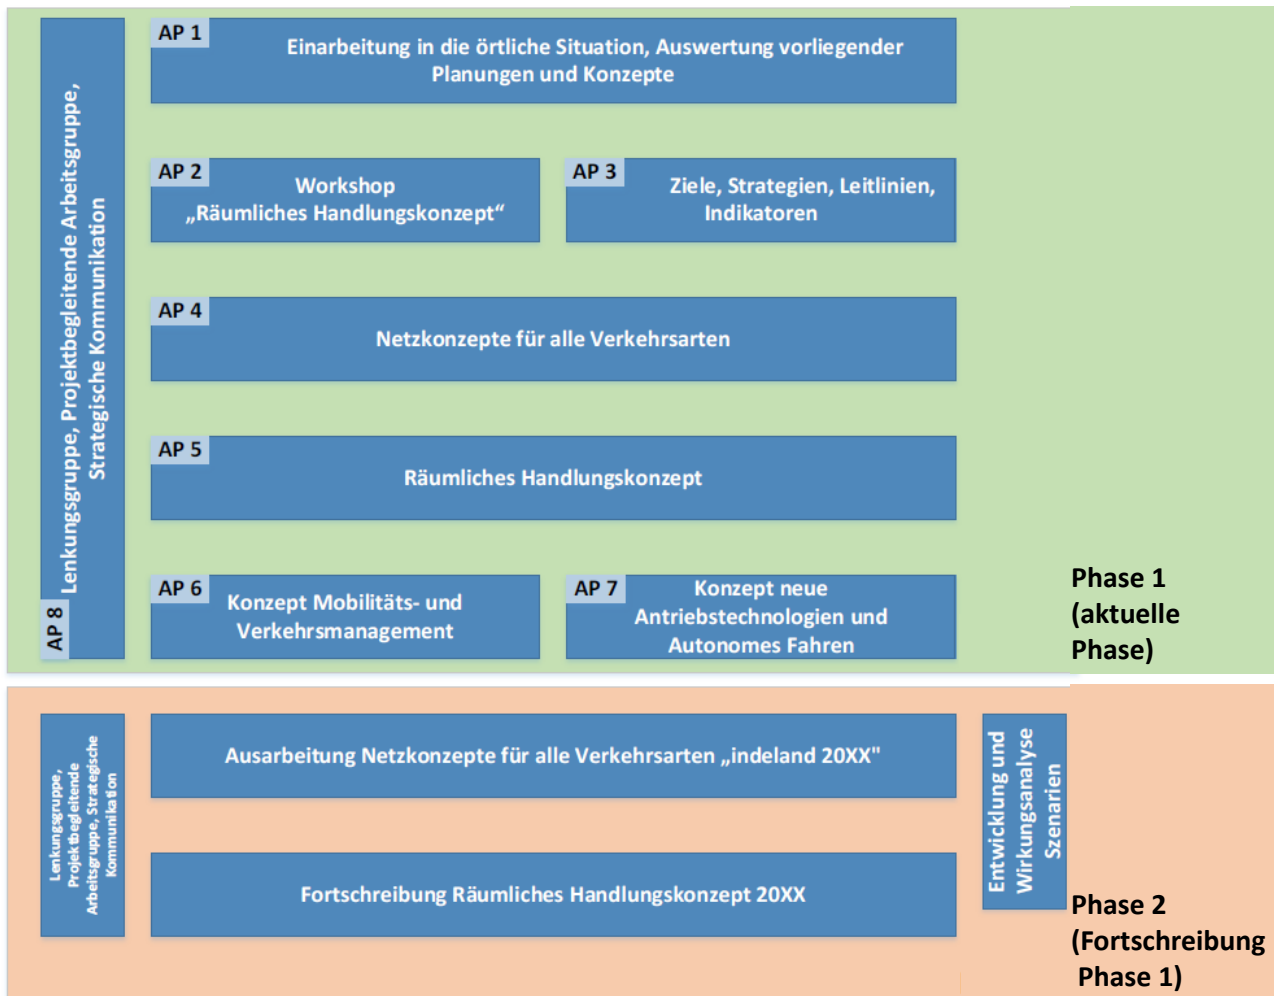 AP 1
Einarbeitung in die örtliche Situation, Auswertung vorliegender
Planungen und Konzepte
Lenkungsgruppe, Projektbegleitende Arbeitsgruppe,
Strategische Kommunikation
AP 8
AP 2
Workshop
„Räumliches Handlungskonzept“
AP 3
Ziele, Strategien, Leitlinien,
Indikatoren
AP 4
Netzkonzepte für alle Verkehrsarten
AP 5
Räumliches Handlungskonzept
AP 6
Konzept Mobilitäts- und
Verkehrsmanagement
AP 7
Konzept neue
Antriebstechnologien und
Autonomes Fahren
Phase 1
(aktuelle
Phase)
Lenkungsgruppe,
Projektbegleitende
Arbeitsgruppe, Strategische
Kommunikation
Ausarbeitung Netzkonzepte für alle Verkehrsarten „indeland 20XX"
Fortschreibung Räumliches Handlungskonzept 20XX
Entwicklung und
Wirkungsanalyse
Szenarien
Phase 2
(Fortschreibung
Phase 1)